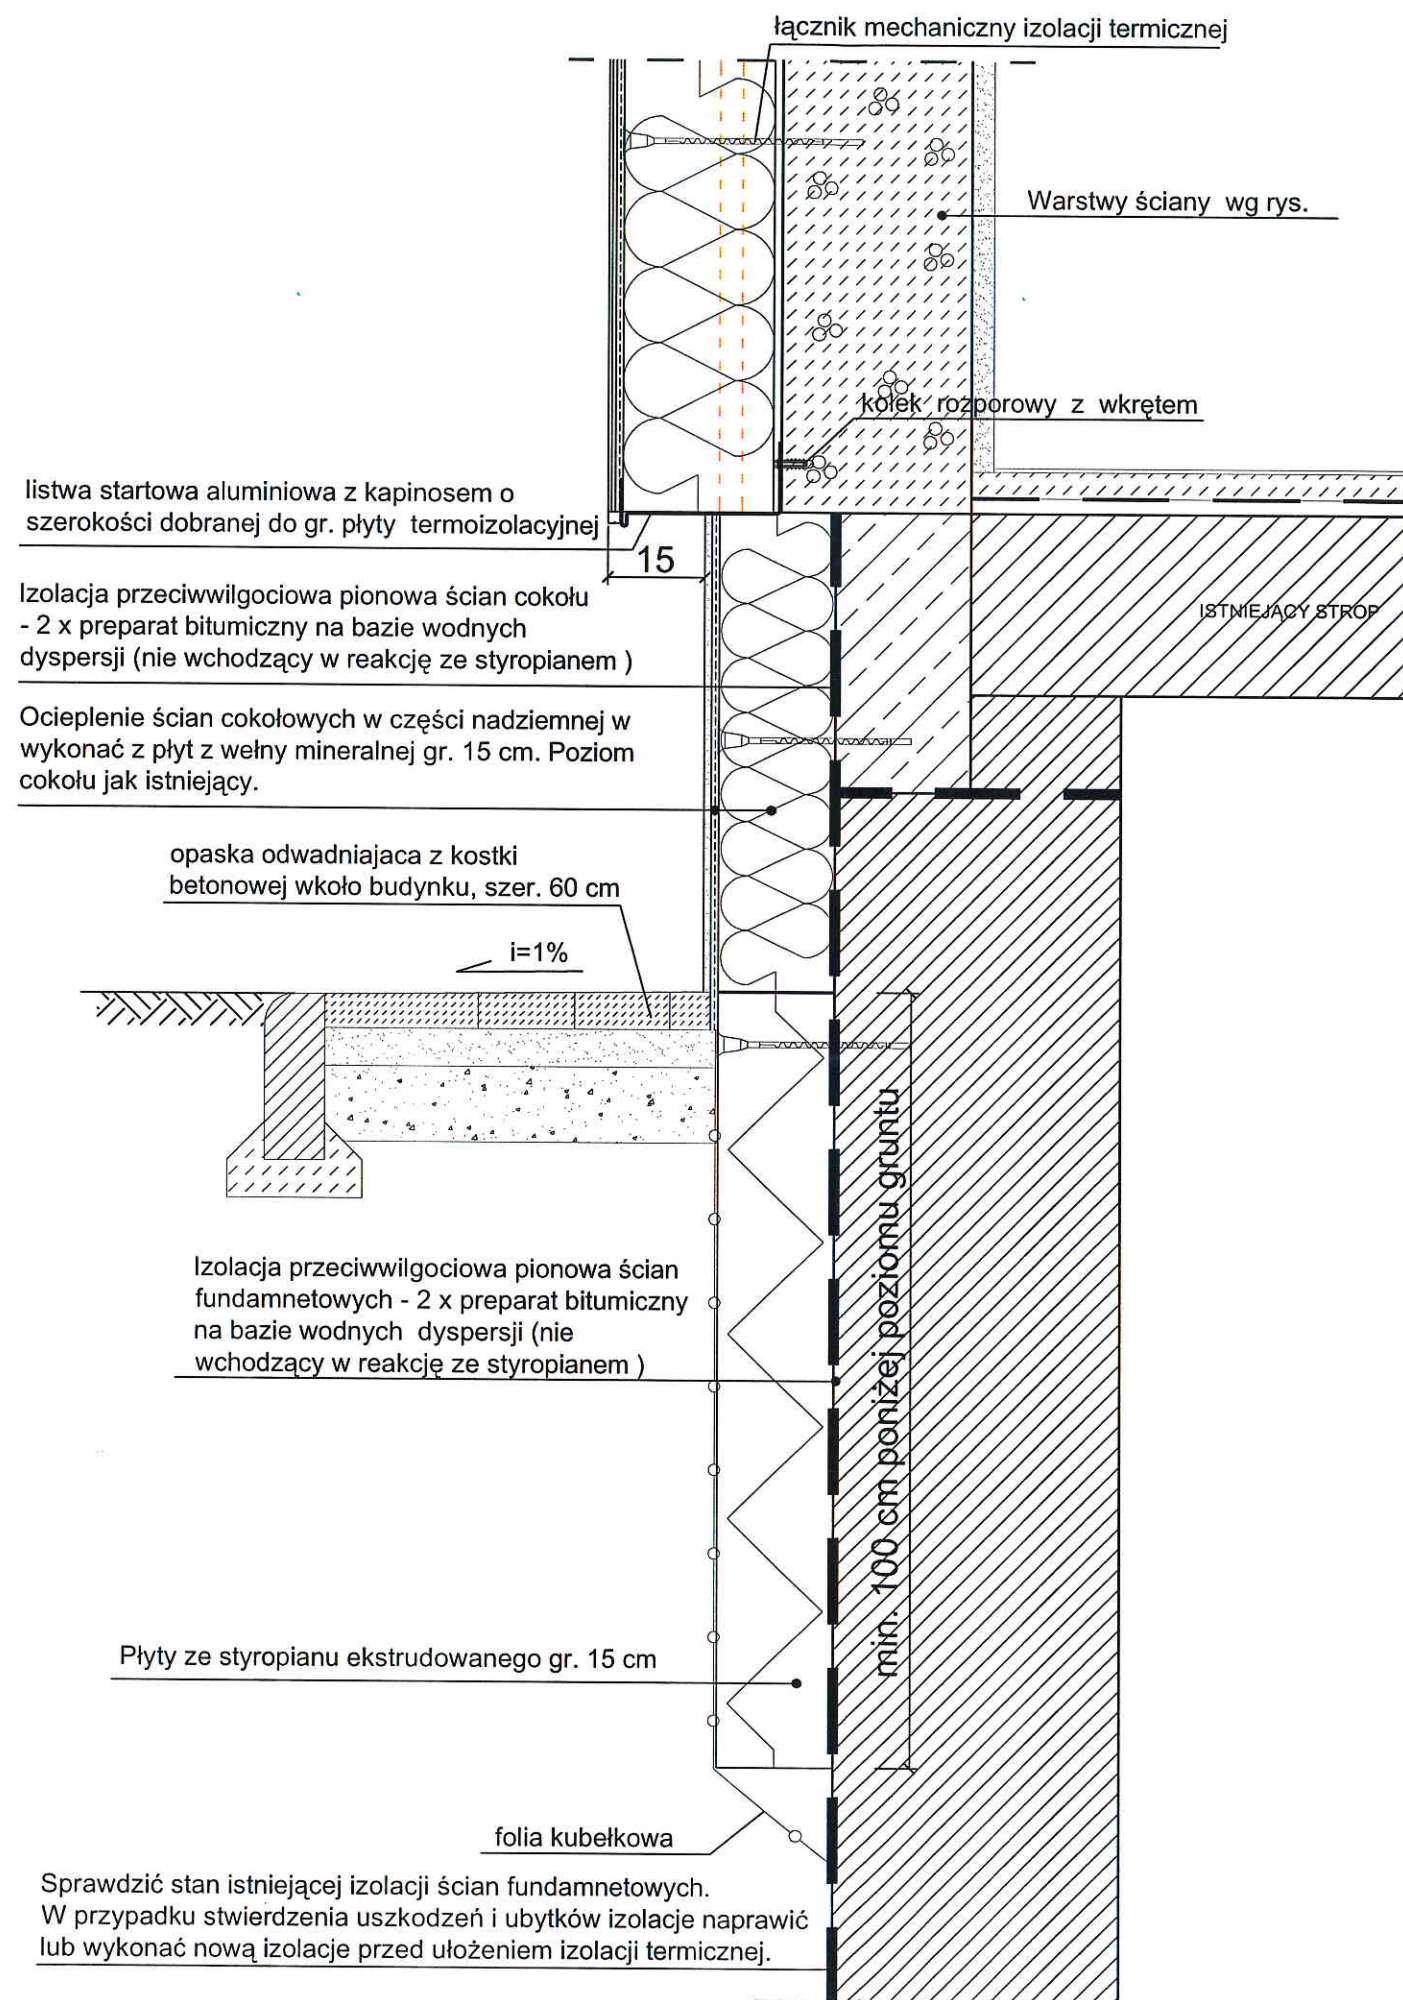 łącznik mechaniczny izolacji termicznej
Warstwy ściany wg rys.
kołek rozporowy z wkrętem
listwa startowa aluminiowa z kapinosem o
szerokości dobranej do gr. płyty termoizolacyjnej
15
Izolacja przeciwwilgociowa pionowa ścian cokołu
- 2 x preparat bitumiczny na bazie wodnych
dyspersji (nie wchodzący w reakcję ze styropianem )
ISTNIEJĄCY STROP
Ocieplenie ścian cokołowych w części nadziemnej w
wykonać z płyt z wełny mineralnej gr. 15 cm. Poziom
cokołu jak istniejący.
opaska odwadniajaca z kostki
betonowej wkoło budynku, szer. 60 cm
i=1%
min. 100 cm poniżej poziomu gruntu
Izolacja przeciwwilgociowa pionowa ścian
fundamnetowych - 2 x preparat bitumiczny
na bazie wodnych dyspersji (nie
wchodzący w reakcję ze styropianem )
Płyty ze styropianu ekstrudowanego gr. 15 cm
folia kubełkowa
Sprawdzić stan istniejącej izolacji ścian fundamnetowych.
W przypadku stwierdzenia uszkodzeń i ubytków izolacje naprawić
lub wykonać nową izolacje przed ułożeniem izolacji termicznej.